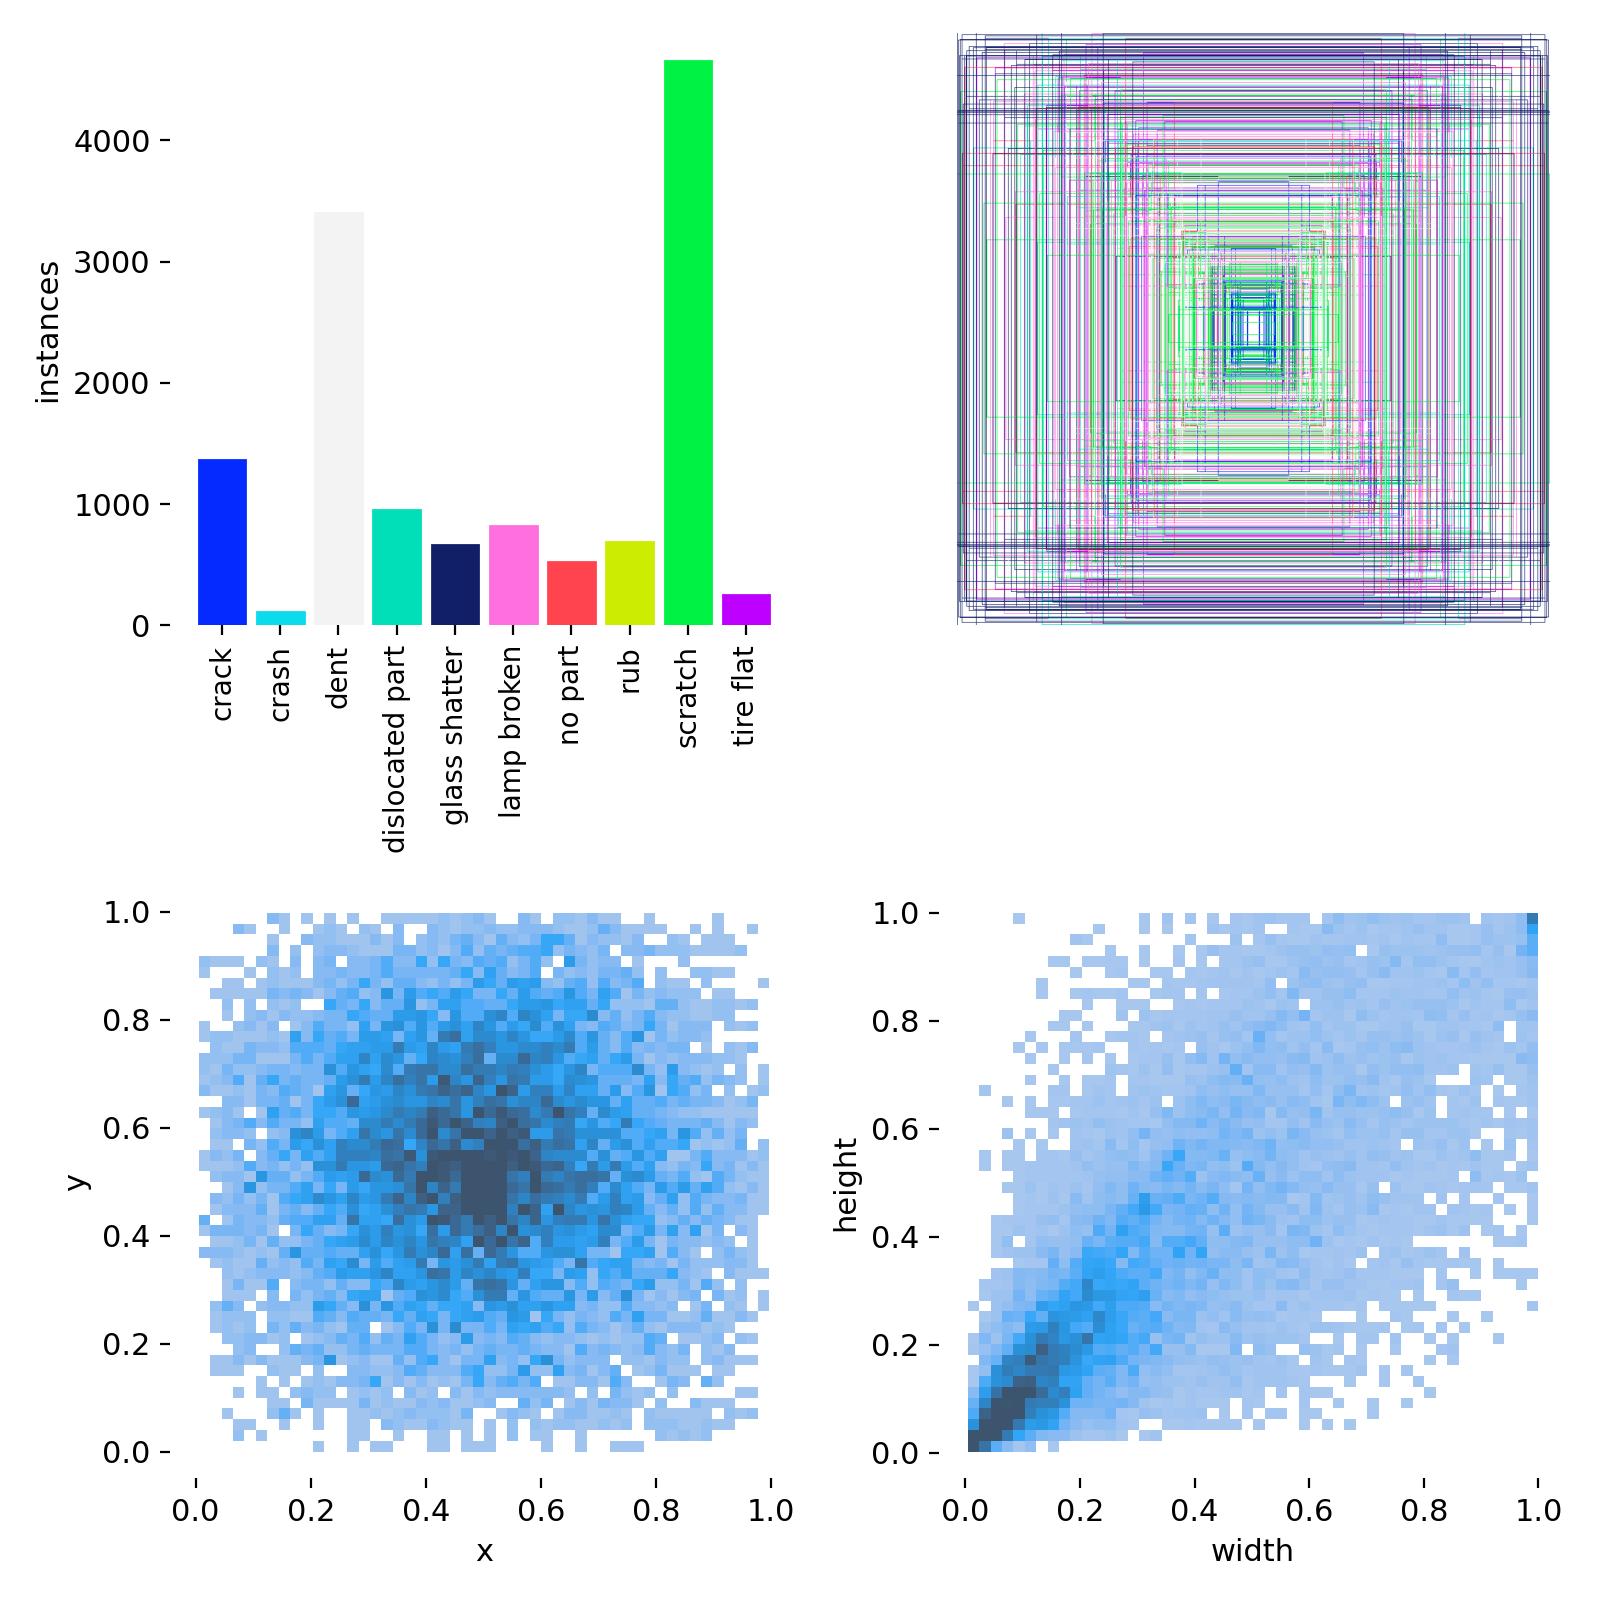 instances
4000
3000
2000
1000
0
crack
crash
dent
dislocated part
glass shatter
lamp broken
no part
rub
scratch
tire flat
y
1.0
0.8
0.6
0.4
0.2
0.0
0.0 0.2 0.4 0.6 0.8 1.0
x
height
1.0
0.8
0.6
0.4
0.2
0.0
0.0 0.2 0.4 0.6 0.8 1.0
width